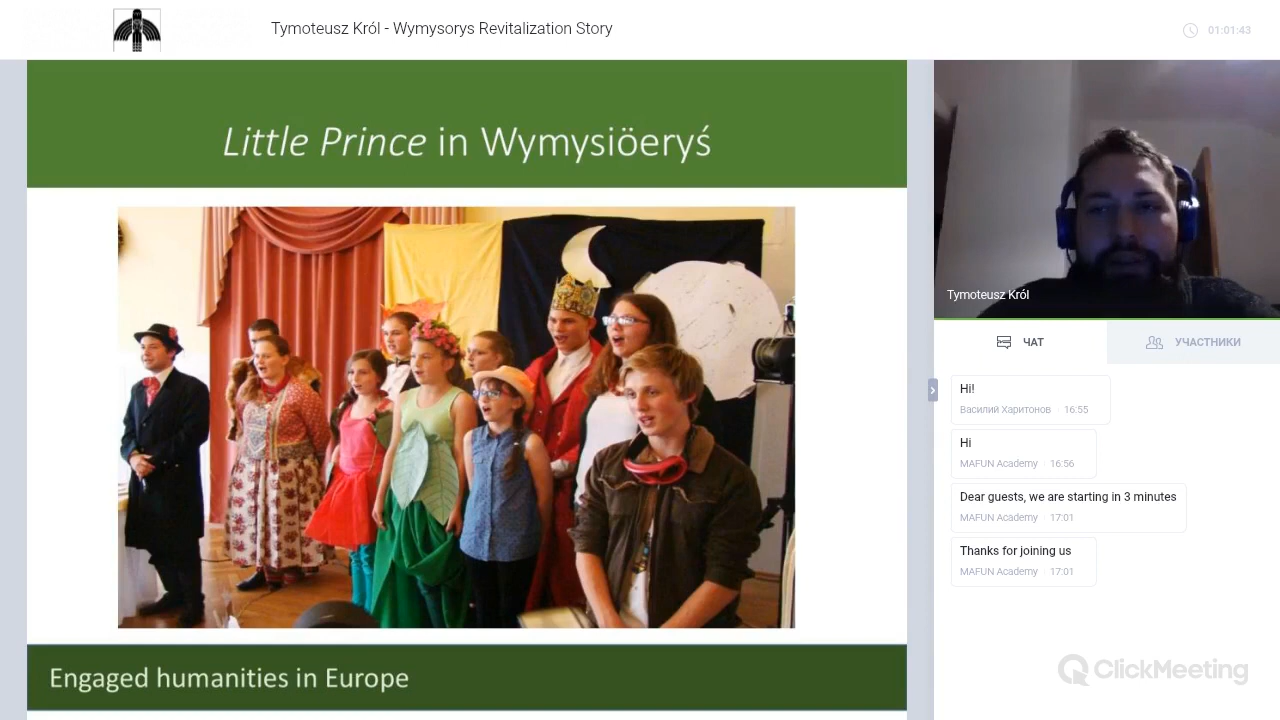 Tymoteusz Król - Wymysorys Revitalization Story
01:01:43
Little Prince in Wymysiöeryś
Engaged humanities in Europe
Tymoteusz Król
ЧАТ
УЧАСТНИКИ
Hi!
Василий Харитонов 16:55
Hi
MAFUN Academy 16:56
Dear guests, we are starting in 3 minutes
MAFUN Academy 17:01
Thanks for joining us
MAFUN Academy 17:01
ClickMeeting